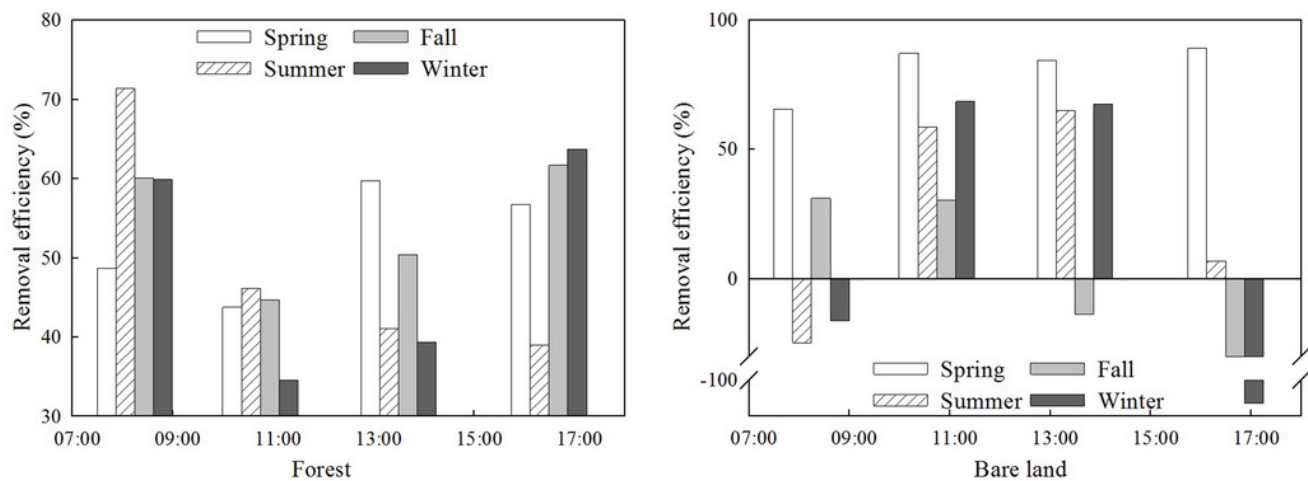 80
70
60
50
40
30
Removal efficiency (%)
Spring Fall
Summer Winter
07:00 09:00 11:00 13:00 15:00 17:00
Forest
100
50
0
-100
Removal efficiency (%)
Spring Fall
Summer Winter
07:00 09:00 11:00 13:00 15:00 17:00
Bare land